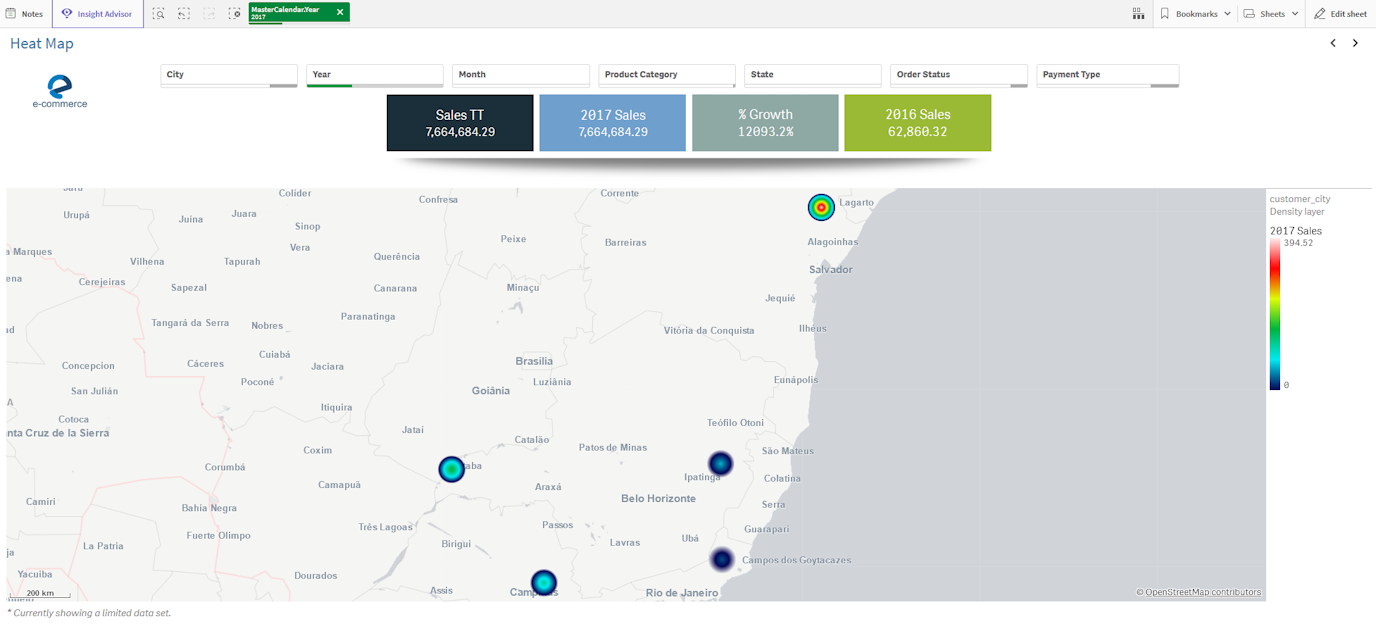 Notes
Insight Advisor
MasterCalendar.Year
2017
Bookmarks
Sheets
Edit sheet
Heat Map
e-commerce
City
Year
Month
Product Category
State
Order Status
Payment Type
Sales TT
7,664,684.29
2017 Sales
7,664,684.29
% Growth
12093.2%
2016 Sales
62,860.32
Colider
Confresa
Corrente
Lagarto
Urupá
Juína
Juara
Sinop
Peixe
Barreiras
Alagoinhas
a Marques
Vera
Vilhena
Tapurah
Querência
Salvador
ena
Cerejeiras
Sapezal
Canarana
Minaçu
Jequié
Paranatinga
Tangará da Serra
Nobres
Vitória da Conquista
Ilhéus
ad
Cuiabá
Brasília
Concepcion
Cáceres
Jaciara
Poconé
Luziânia
Eunápolis
San Julián
Goiânia
A
Itiquira
Cotoca
Teófilo Otoni
nta Cruz de la Sierra
Jataí
Catalão
Patos de Minas
São Mateus
Coxim
Corumbá
aba
Ipatinga
Colatina
Camapuã
Araxá
Belo Horizonte
Camiri
Bahia Negra
Serra
Três Lagoas
Passos
Guarapari
Fuerte Olimpo
Birigui
Lavras
Ubá
La Patria
ja
Campos dos Goytacazes
Yacuiba
Dourados
Assis
Camp
as
Rio de Janeiro
200 km
© OpenStreetMap contributors
customer_city
Density layer
2017 Sales
394.52
0
* Currently showing a limited data set.